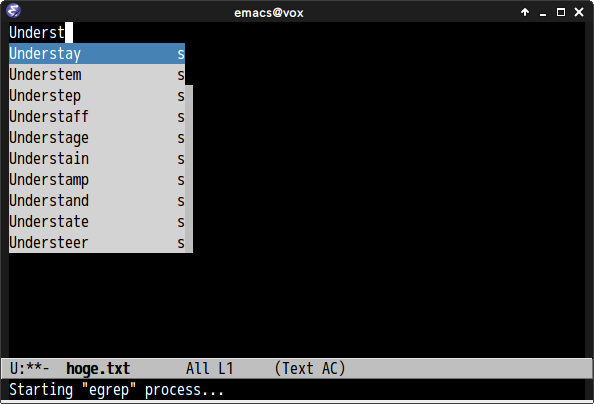 emacs@vox
Underst
Understay s
Understem s
Understep s
Understaff s
Understage s
Understain s
Understamp s
Understand s
Understate s
Understeer s
U:**- hoge.txt All L1 (Text AC)
Starting "egrep" process...